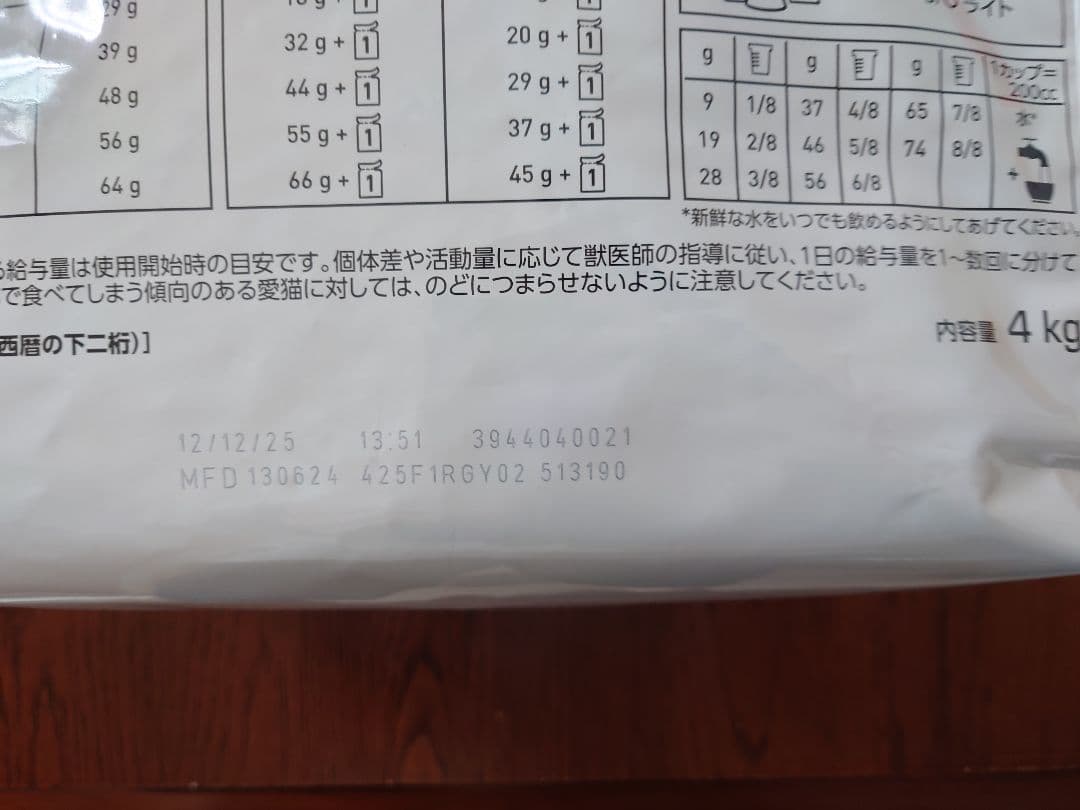 29 g
39 g 32 g + 1 20 g + 1
48 g 44 g + 1 29 g + 1
56 g 55 g + 1 37 g + 1
64 g 66 g + 1 45 g + 1
ライト
g g g 1カップ=
200cc
9 1/8 37 4/8 65 7/8 水*
19 2/8 46 5/8 74 8/8 +
28 3/8 56 6/8
*新鮮な水をいつでも飲めるようにしてあげてください。
給与量は使用開始時の目安です。個体差や活動量に応じて獣医師の指導に従い、1日の給与量を1~数回に分けて
で食べてしまう傾向のある愛猫に対しては、のどにつまらせないように注意してください。
西暦の下二桁)]
内容量 4 kg
12/12/25 13:51 3944040021
MFD 130624 425F1RGY02 513190